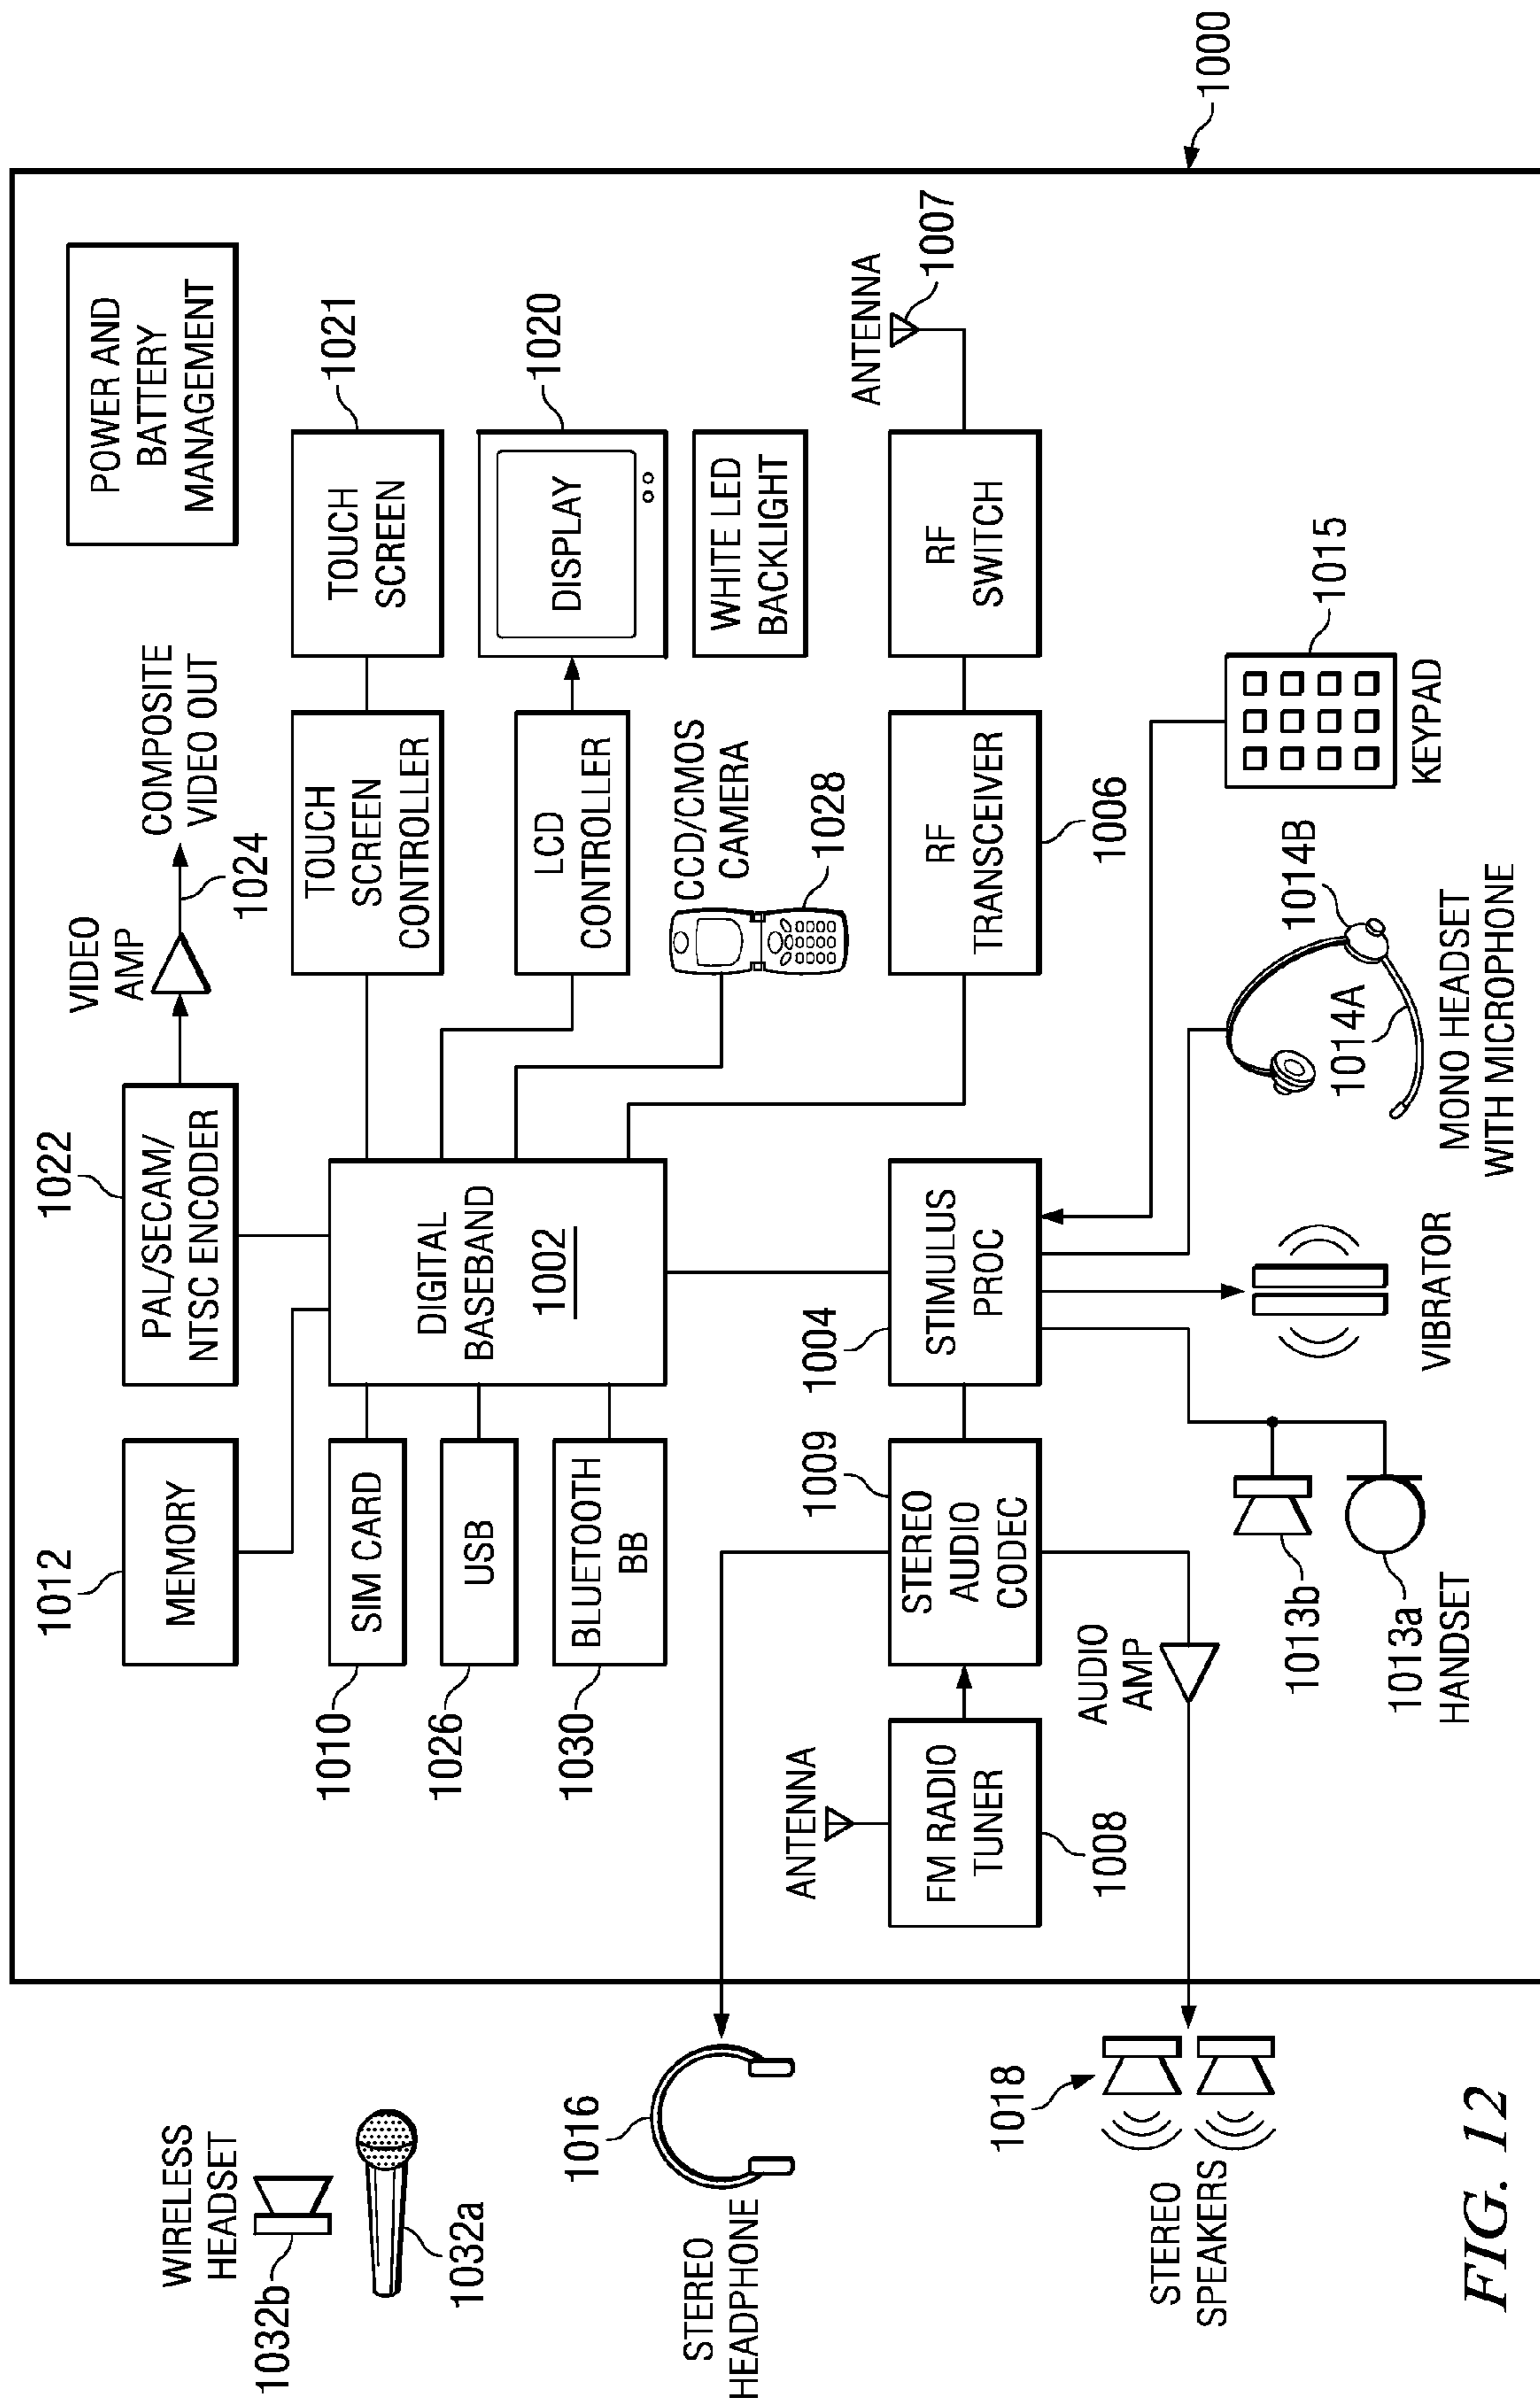 1000
POWER AND
BATTERY
MANAGEMENT
COMPOSITE
VIDEO OUT
VIDEO
AMP
1024
1022
PAL/SECAM/
NTSC ENCODER
1012
MEMORY
TOUCH
SCREEN
1021
TOUCH
SCREEN
CONTROLLER
DISPLAY
1020
LCD
CONTROLLER
WHITE LED
BACKLIGHT
CCD/CMOS
CAMERA
1028
DIGITAL
BASEBAND
1002
SIM CARD
1010
USB
1026
BLUETOOTH
BB
1030
WIRELESS
HEADSET
1032b
1032a
ANTENNA
1007
RF
SWITCH
RF
TRANSCEIVER
1006
STIMULUS
PROC
1004
1009
STEREO
AUDIO
CODEC
ANTENNA
FM RADIO
TUNER
1008
AUDIO
AMP
1016
STEREO
HEADPHONE
1018
STEREO
SPEAKERS
1015
KEYPAD
1014B
1014A
MONO HEADSET
WITH MICROPHONE
VIBRATOR
1013b
1013a
HANDSET
FIG. 12